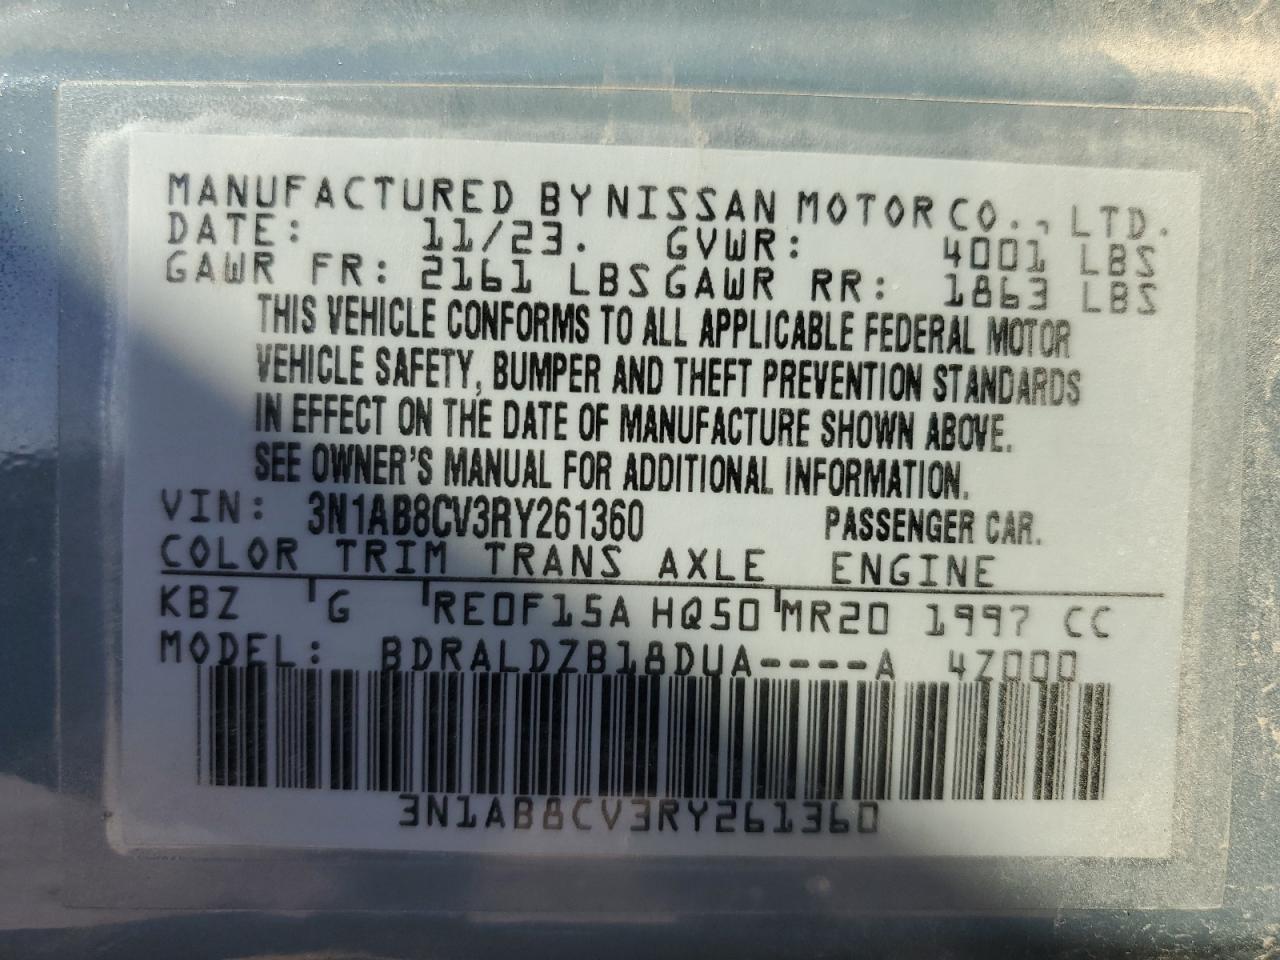 MANUFACTURED BY NISSAN MOTOR CO., LTD.
DATE: 11/23. GVWR: 4001 LBS
GAWR FR: 2161 LBS GAWR RR: 1863 LBS
THIS VEHICLE CONFORMS TO ALL APPLICABLE FEDERAL MOTOR
VEHICLE SAFETY, BUMPER AND THEFT PREVENTION STANDARDS
IN EFFECT ON THE DATE OF MANUFACTURE SHOWN ABOVE.
SEE OWNER'S MANUAL FOR ADDITIONAL INFORMATION.
VIN: 3N1AB8CV3RY261360 PASSENGER CAR.
COLOR TRIM TRANS AXLE ENGINE
KBZ G RE0F15A HQ50 MR20 1997 CC
MODEL: BDRALDZB18DUA----A 4Z000
3N1AB8CV3RY261360